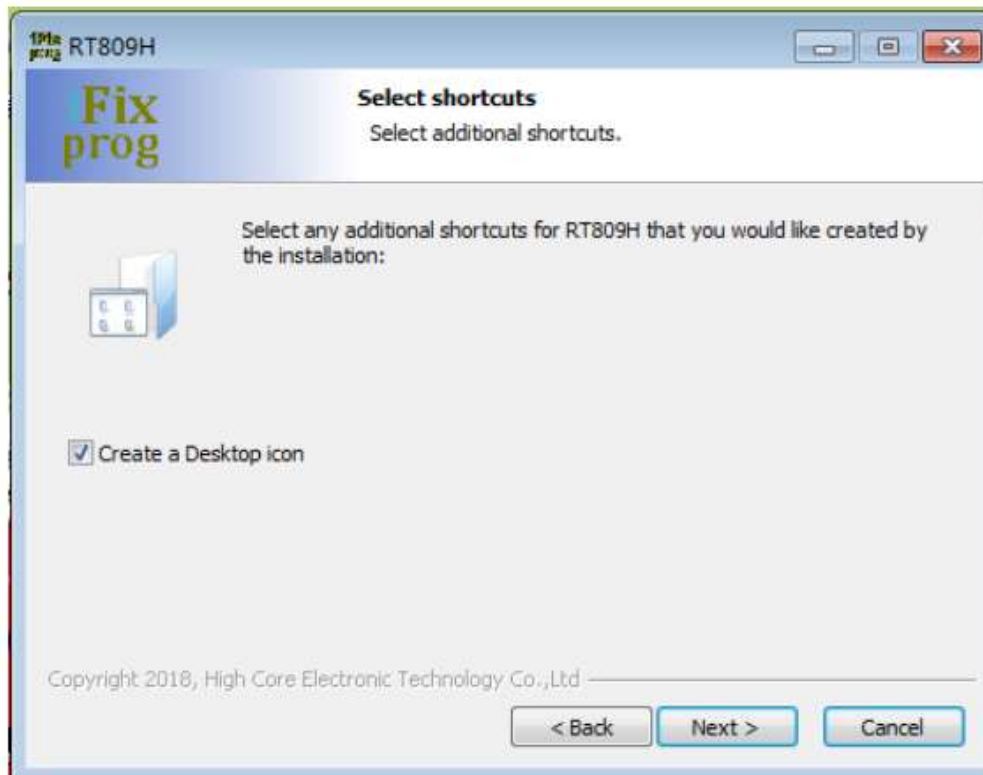 RT809H
iFix
prog
Select shortcuts
Select additional shortcuts.
Select any additional shortcuts for RT809H that you would like created by
the installation:
Create a Desktop icon
Copyright 2018, High Core Electronic Technology Co.,Ltd
< Back
Next >
Cancel